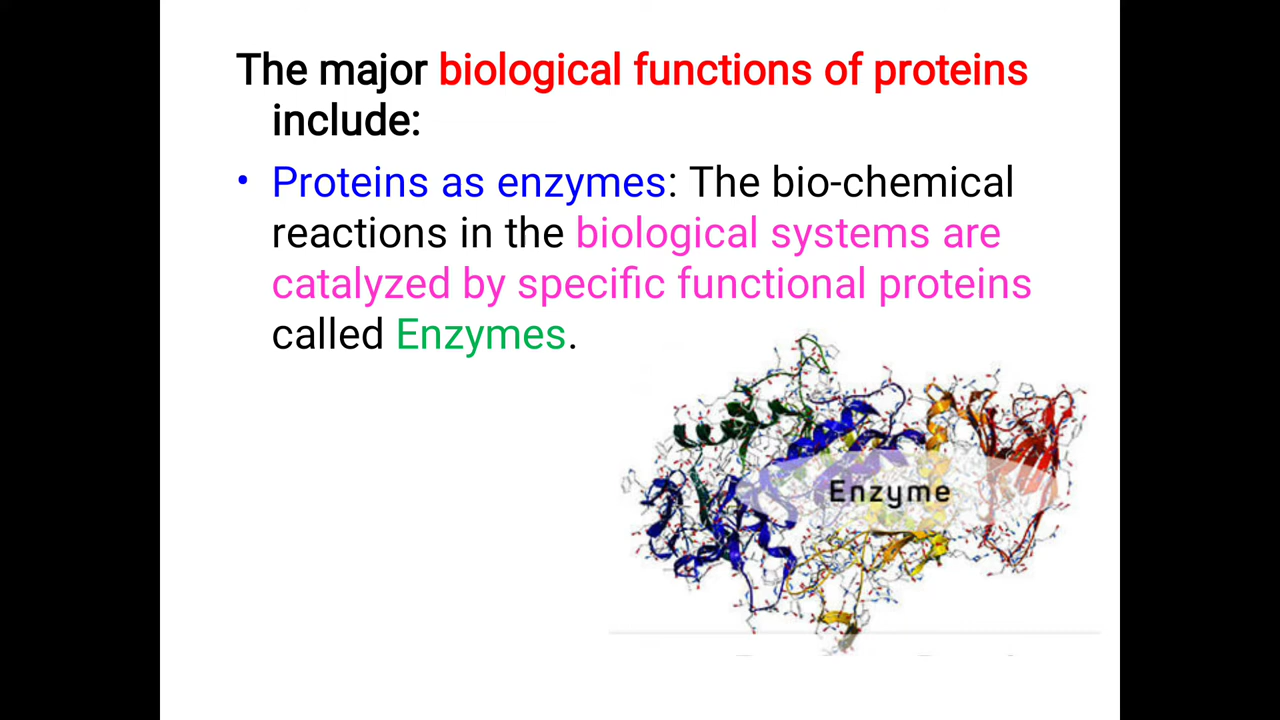 The major biological functions of proteins
include:
• Proteins as enzymes: The bio-chemical
reactions in the biological systems are
catalyzed by specific functional proteins
called Enzymes.
Enzyme